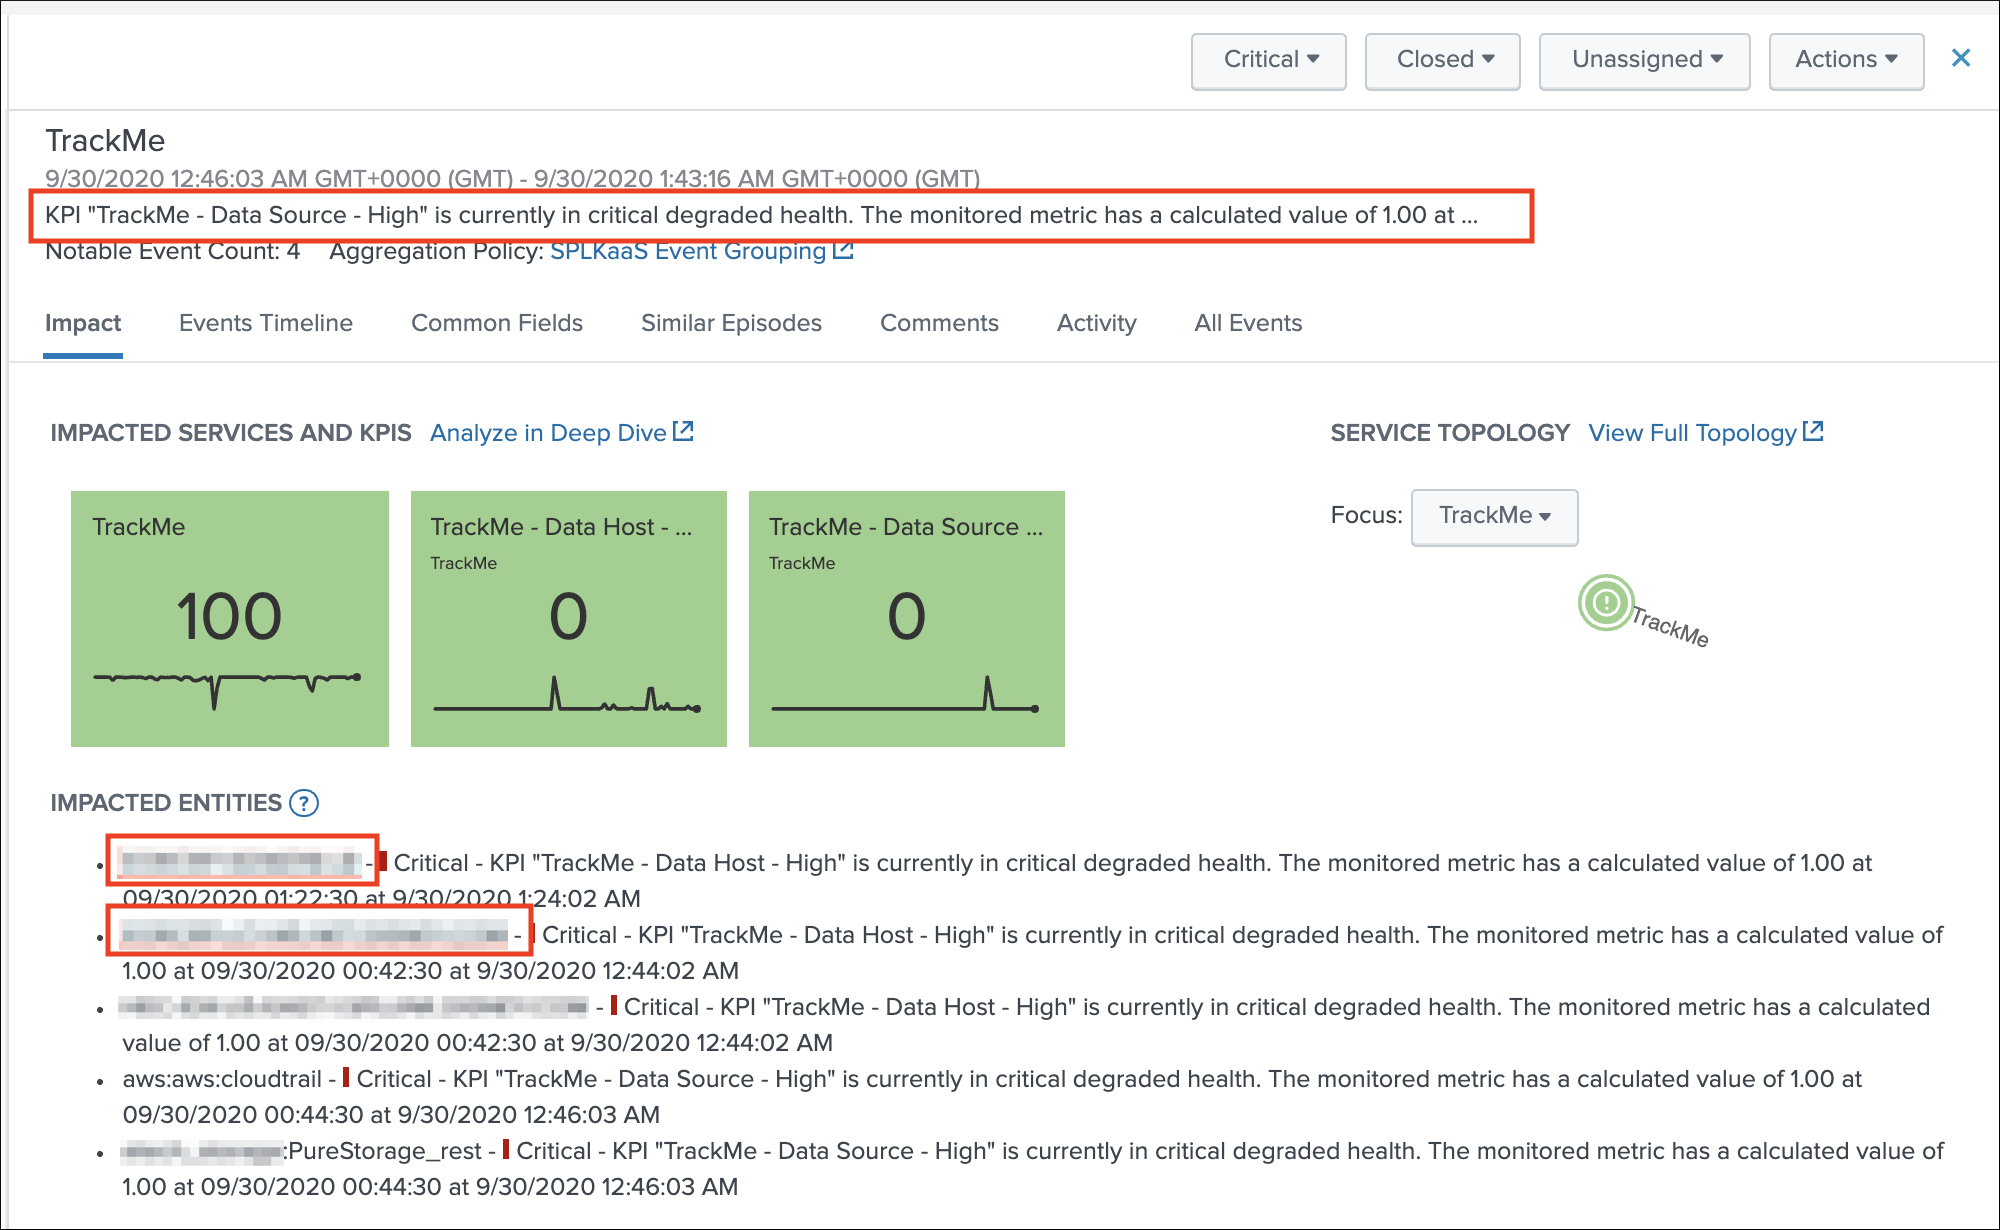 Critical Closed Unassigned Actions
TrackMe
9/30/2020 12:46:03 AM GMT+0000 (GMT) - 9/30/2020 1:43:16 AM GMT+0000 (GMT)
KPI "TrackMe - Data Source - High" is currently in critical degraded health. The monitored metric has a calculated value of 1.00 at ...
Notable Event Count: 4 Aggregation Policy: SPLKaaS Event Grouping
Impact Events Timeline Common Fields Similar Episodes Comments Activity All Events
IMPACTED SERVICES AND KPIS Analyze in Deep Dive
TrackMe
100
TrackMe - Data Host - ...
TrackMe
0
TrackMe - Data Source ...
TrackMe
0
SERVICE TOPOLOGY View Full Topology
Focus: TrackMe
TrackMe
IMPACTED ENTITIES ?
- Critical - KPI "TrackMe - Data Host - High" is currently in critical degraded health. The monitored metric has a calculated value of 1.00 at
09/30/2020 01:22:30 at 9/30/2020 1:24:02 AM
- Critical - KPI "TrackMe - Data Host - High" is currently in critical degraded health. The monitored metric has a calculated value of
1.00 at 09/30/2020 00:42:30 at 9/30/2020 12:44:02 AM
- Critical - KPI "TrackMe - Data Host - High" is currently in critical degraded health. The monitored metric has a calculated
value of 1.00 at 09/30/2020 00:42:30 at 9/30/2020 12:44:02 AM
aws:aws:cloudtrail - Critical - KPI "TrackMe - Data Source - High" is currently in critical degraded health. The monitored metric has a calculated value of 1.00 at
09/30/2020 00:44:30 at 9/30/2020 12:46:03 AM
:PureStorage_rest - Critical - KPI "TrackMe - Data Source - High" is currently in critical degraded health. The monitored metric has a calculated value of
1.00 at 09/30/2020 00:44:30 at 9/30/2020 12:46:03 AM